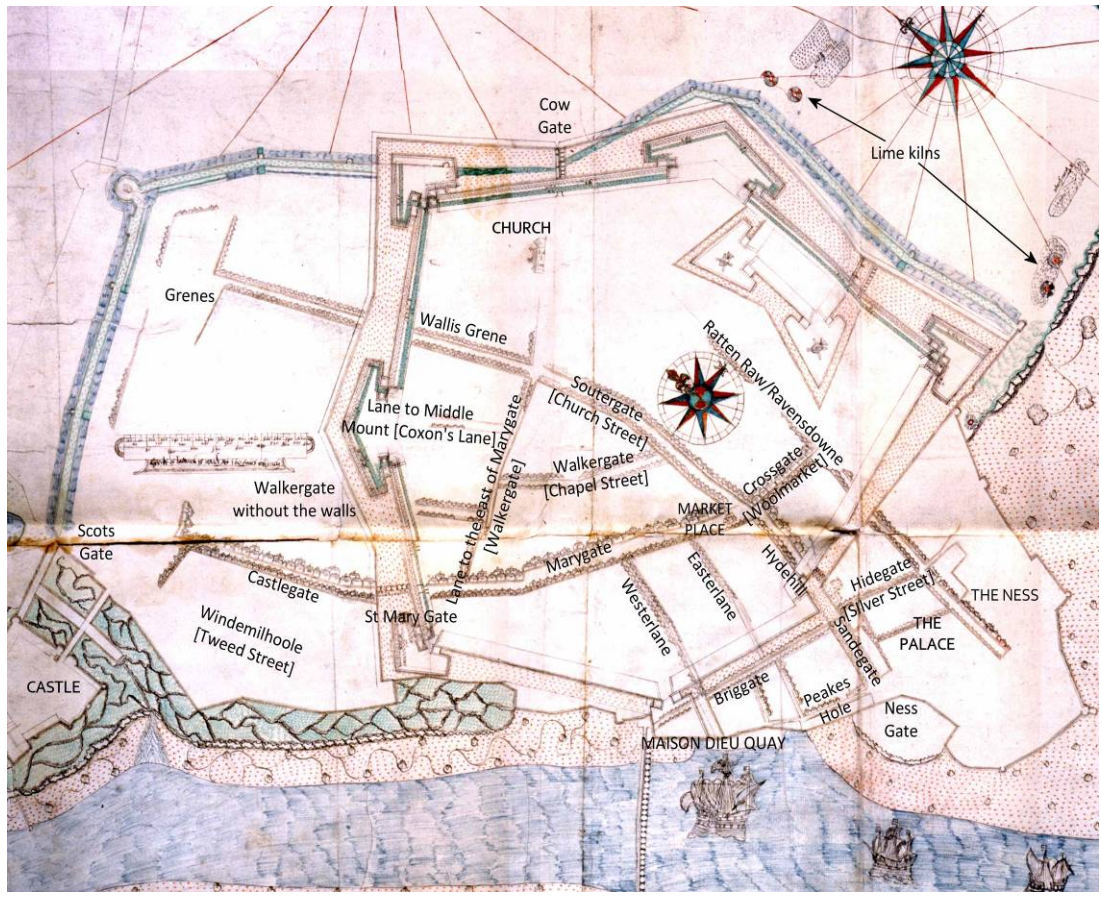 Cow
Gate
Lime kilns
CHURCH
Grenes
Wallis Grene
Ratten Raw/Ravensdowne
Soutergate
[Church Street]
Lane to Middle
Mount [Coxon's Lane]
Lane to the east of Marygate
[Walkergate]
Walkergate
[Chapel Street]
Crossgate
[Woolmarket]
Walkergate
without the walls
MARKET
PLACE
Scots
Gate
Marygate
Castlegate
Easterlane
Westerlane
Hydehill
Hidegate
[Silver Street]
THE NESS
St Mary Gate
Windemilhoole
[Tweed Street]
Sandegate
THE
PALACE
CASTLE
Briggate
Peakes
Hole
Ness
Gate
MAISON DIEU QUAY